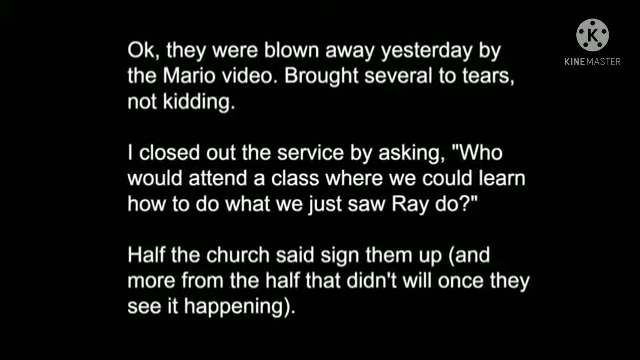 K
KINEMASTER
Ok, they were blown away yesterday by
the Mario video. Brought several to tears,
not kidding.
I closed out the service by asking, "Who
would attend a class where we could learn
how to do what we just saw Ray do?"
Half the church said sign them up (and
more from the half that didn't will once they
see it happening).